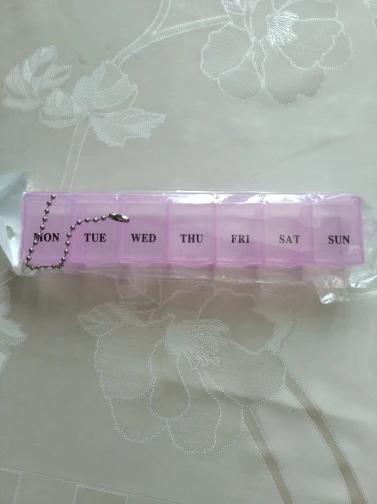 MON TUE WED THU FRI SAT SUN